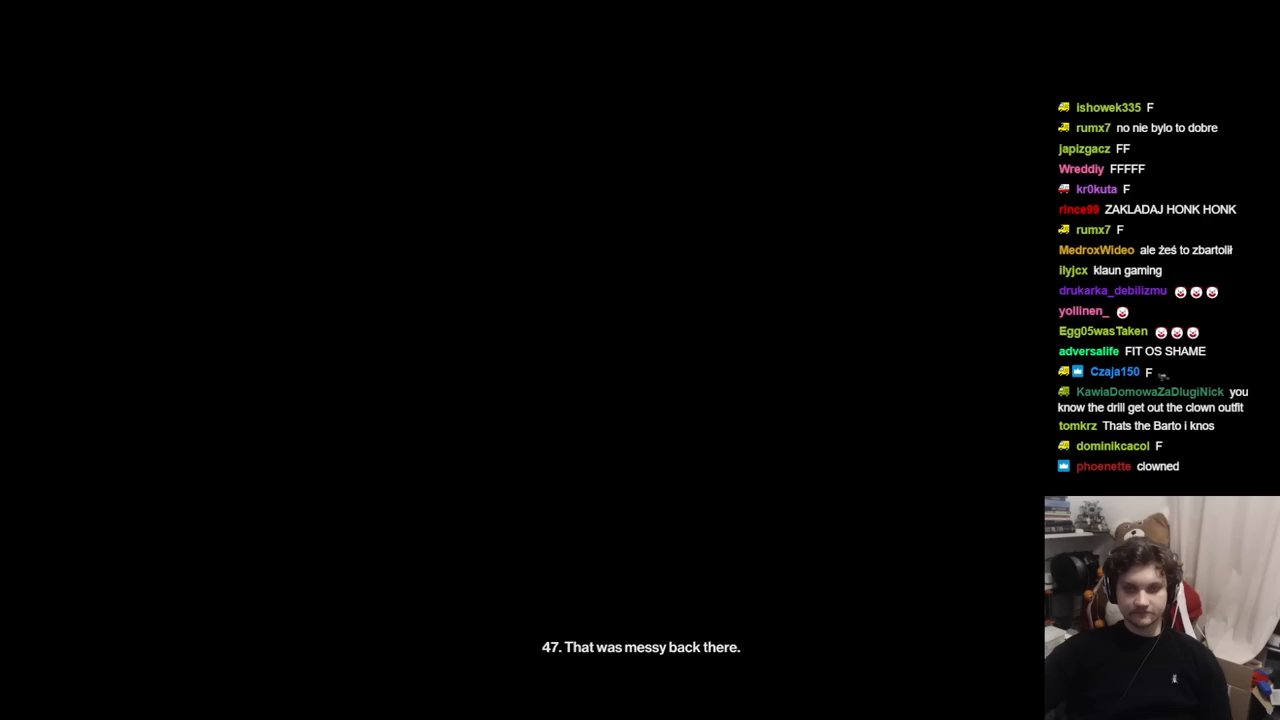 Ishowek335 F
rumx7 no nie bylo to dobre
japizgacz FF
Wreddiy FFFFF
kr0kuta F
rince99 ZAKLADAJ HONK HONK
rumx7 F
MedroxWideo ale żeś to zbartolił
ilyjcx klaun gaming
drukarka_debilizmu
yollinen_
Egg05wasTaken
adversalife FIT OS SHAME
Czaja150 F
KawiaDomowaZaDlugiNick you
know the drill get out the clown outfit
tomkrz Thats the Barto i knos
dominikcacol F
phoenette clowned
47. That was messy back there.